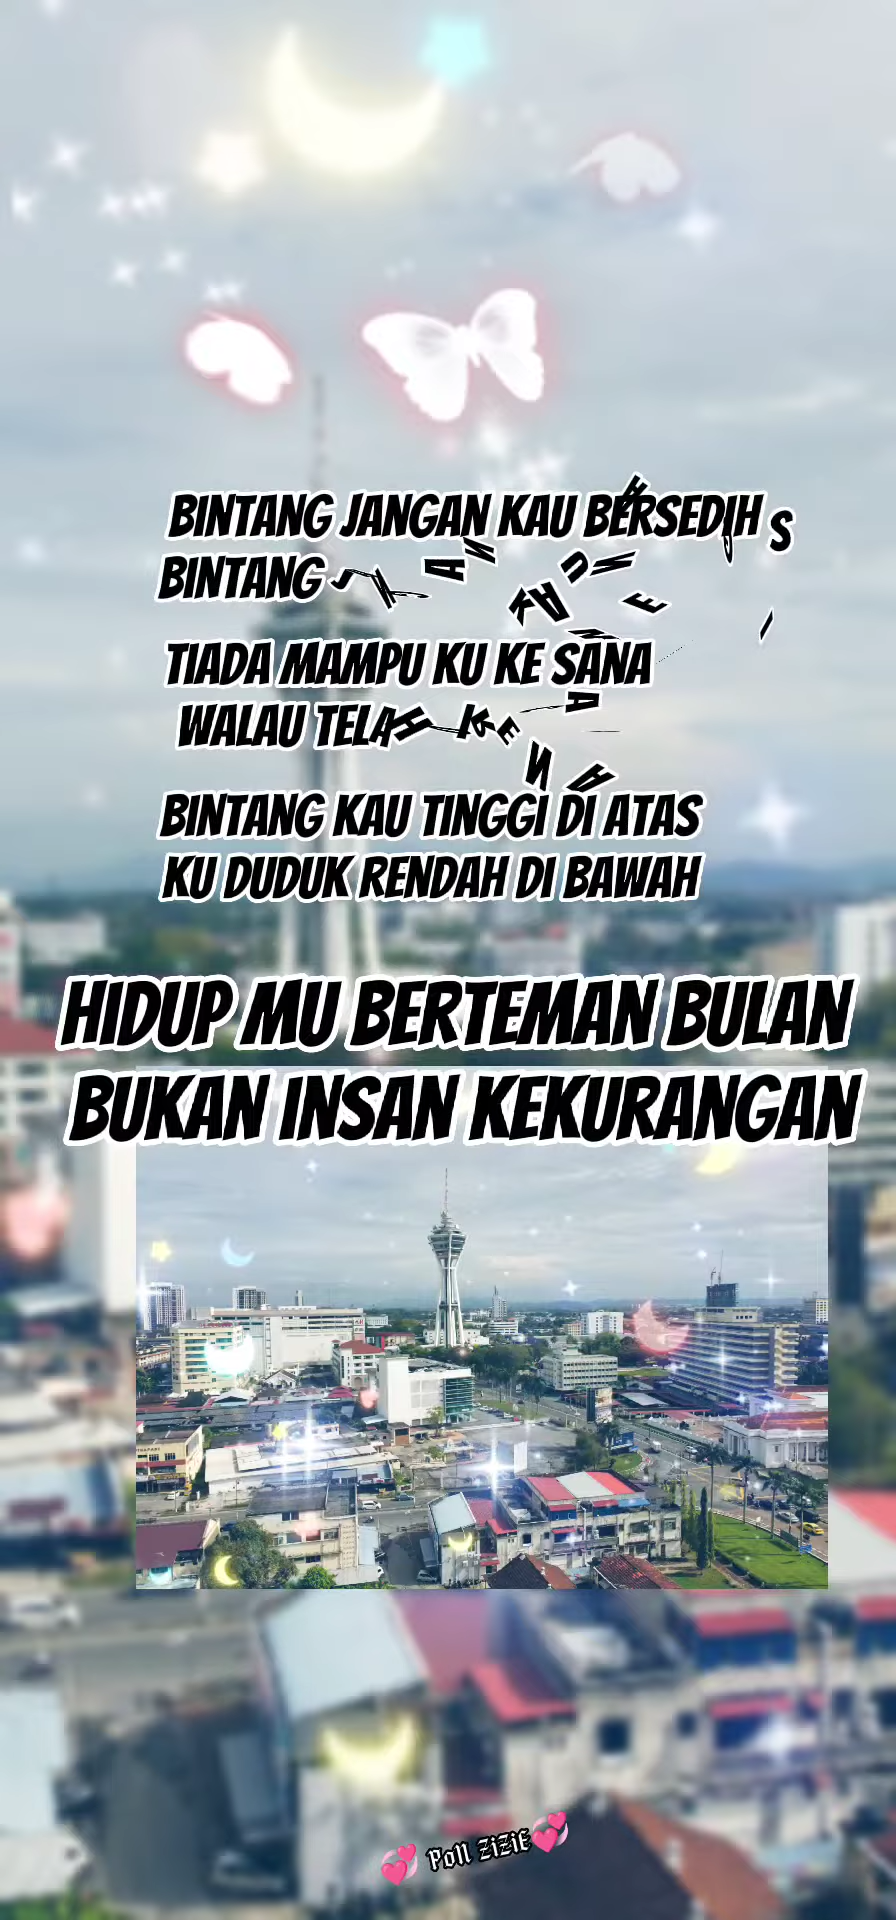 BINTANG JANGAN KAU BERSEDIH
BINTANG
TIADA MAMPU KU KE SANA
WALAU TELAH
BINTANG KAU TINGGI DI ATAS
KU DUDUK RENDAH DI BAWAH
HIDUP MU BERTEMAN BULAN
BUKAN INSAN KEKURANGAN
Poll ZiZiE